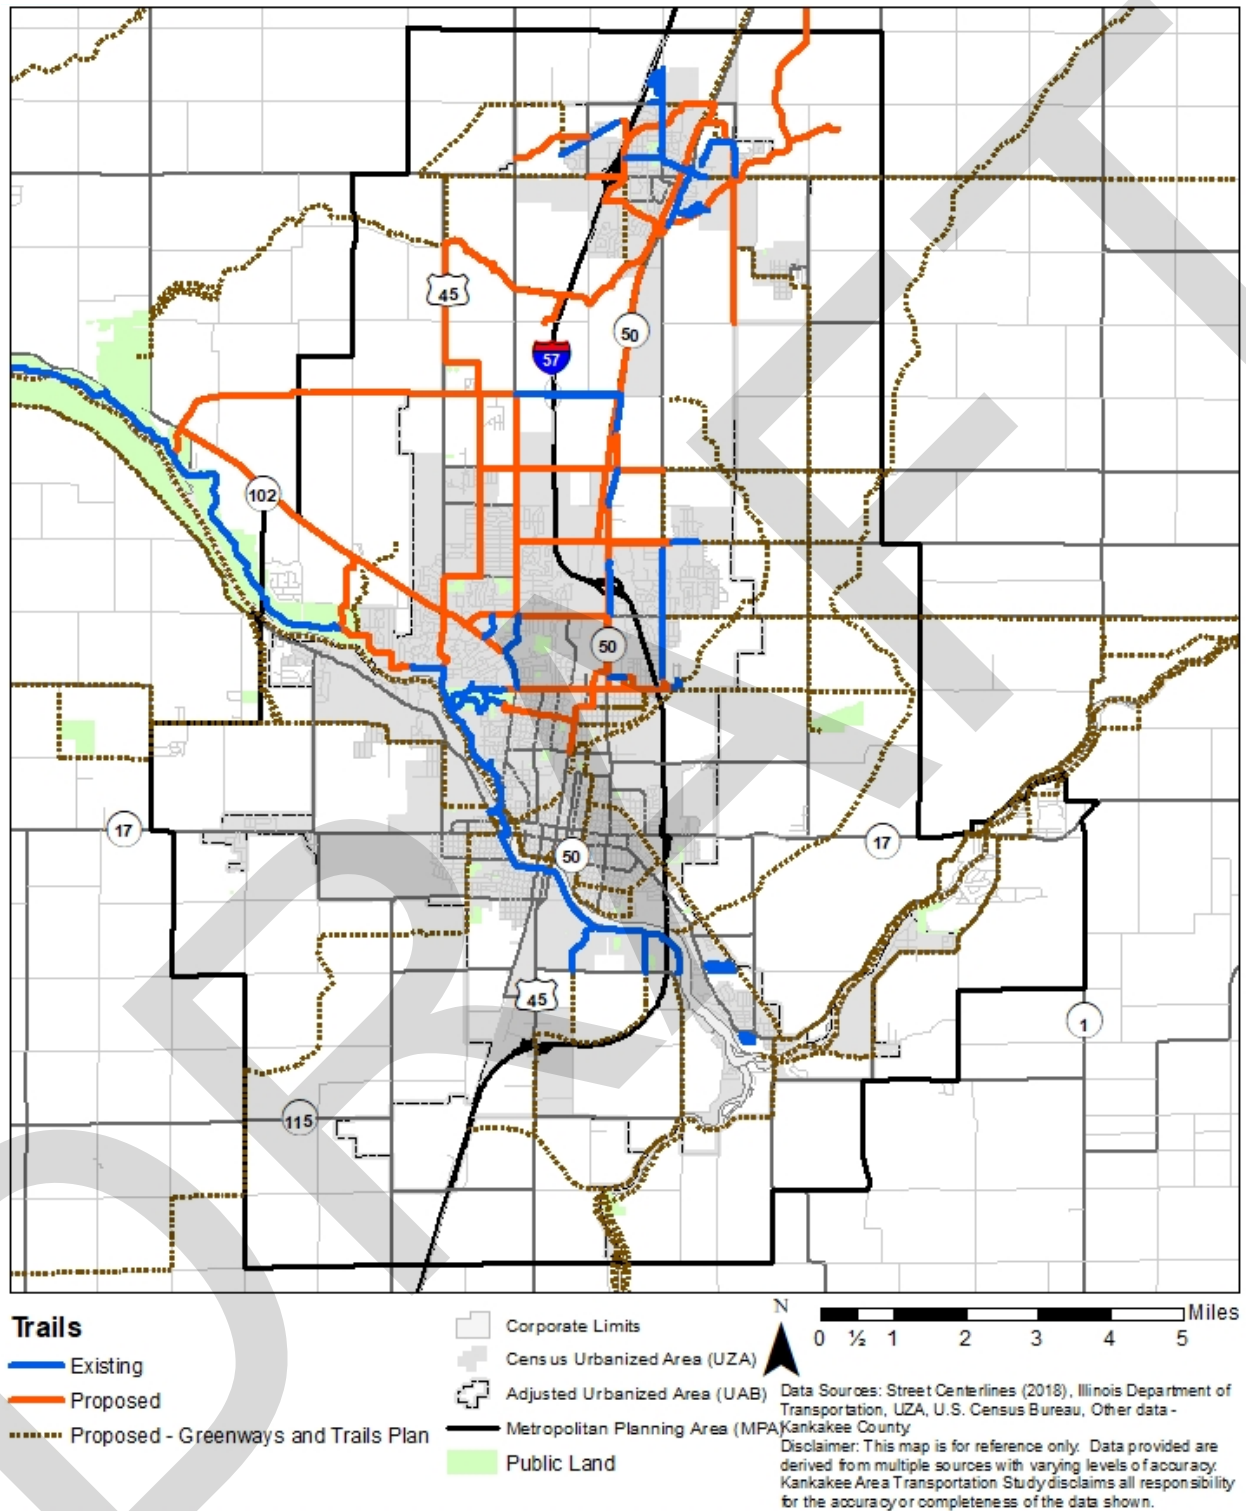 45
50
57
102
50
17
17
50
45
1
115
DRAFT
Trails
Existing
Proposed
Proposed - Greenways and Trails Plan
Corporate Limits
Census Urbanized Area (UZA)
Adjusted Urbanized Area (UAB)
Metropolitan Planning Area (MPA)
Public Land
N
Miles
0 ½ 1 2 3 4 5
Data Sources: Street Centerlines (2018), Illinois Department of
Transportation, UZA, U.S. Census Bureau, Other data -
Kankakee County
Disclaimer: This map is for reference only. Data provided are
derived from multiple sources with varying levels of accuracy.
Kankakee Area Transportation Study disclaims all responsibility
for the accuracy or completeness of the data shown.